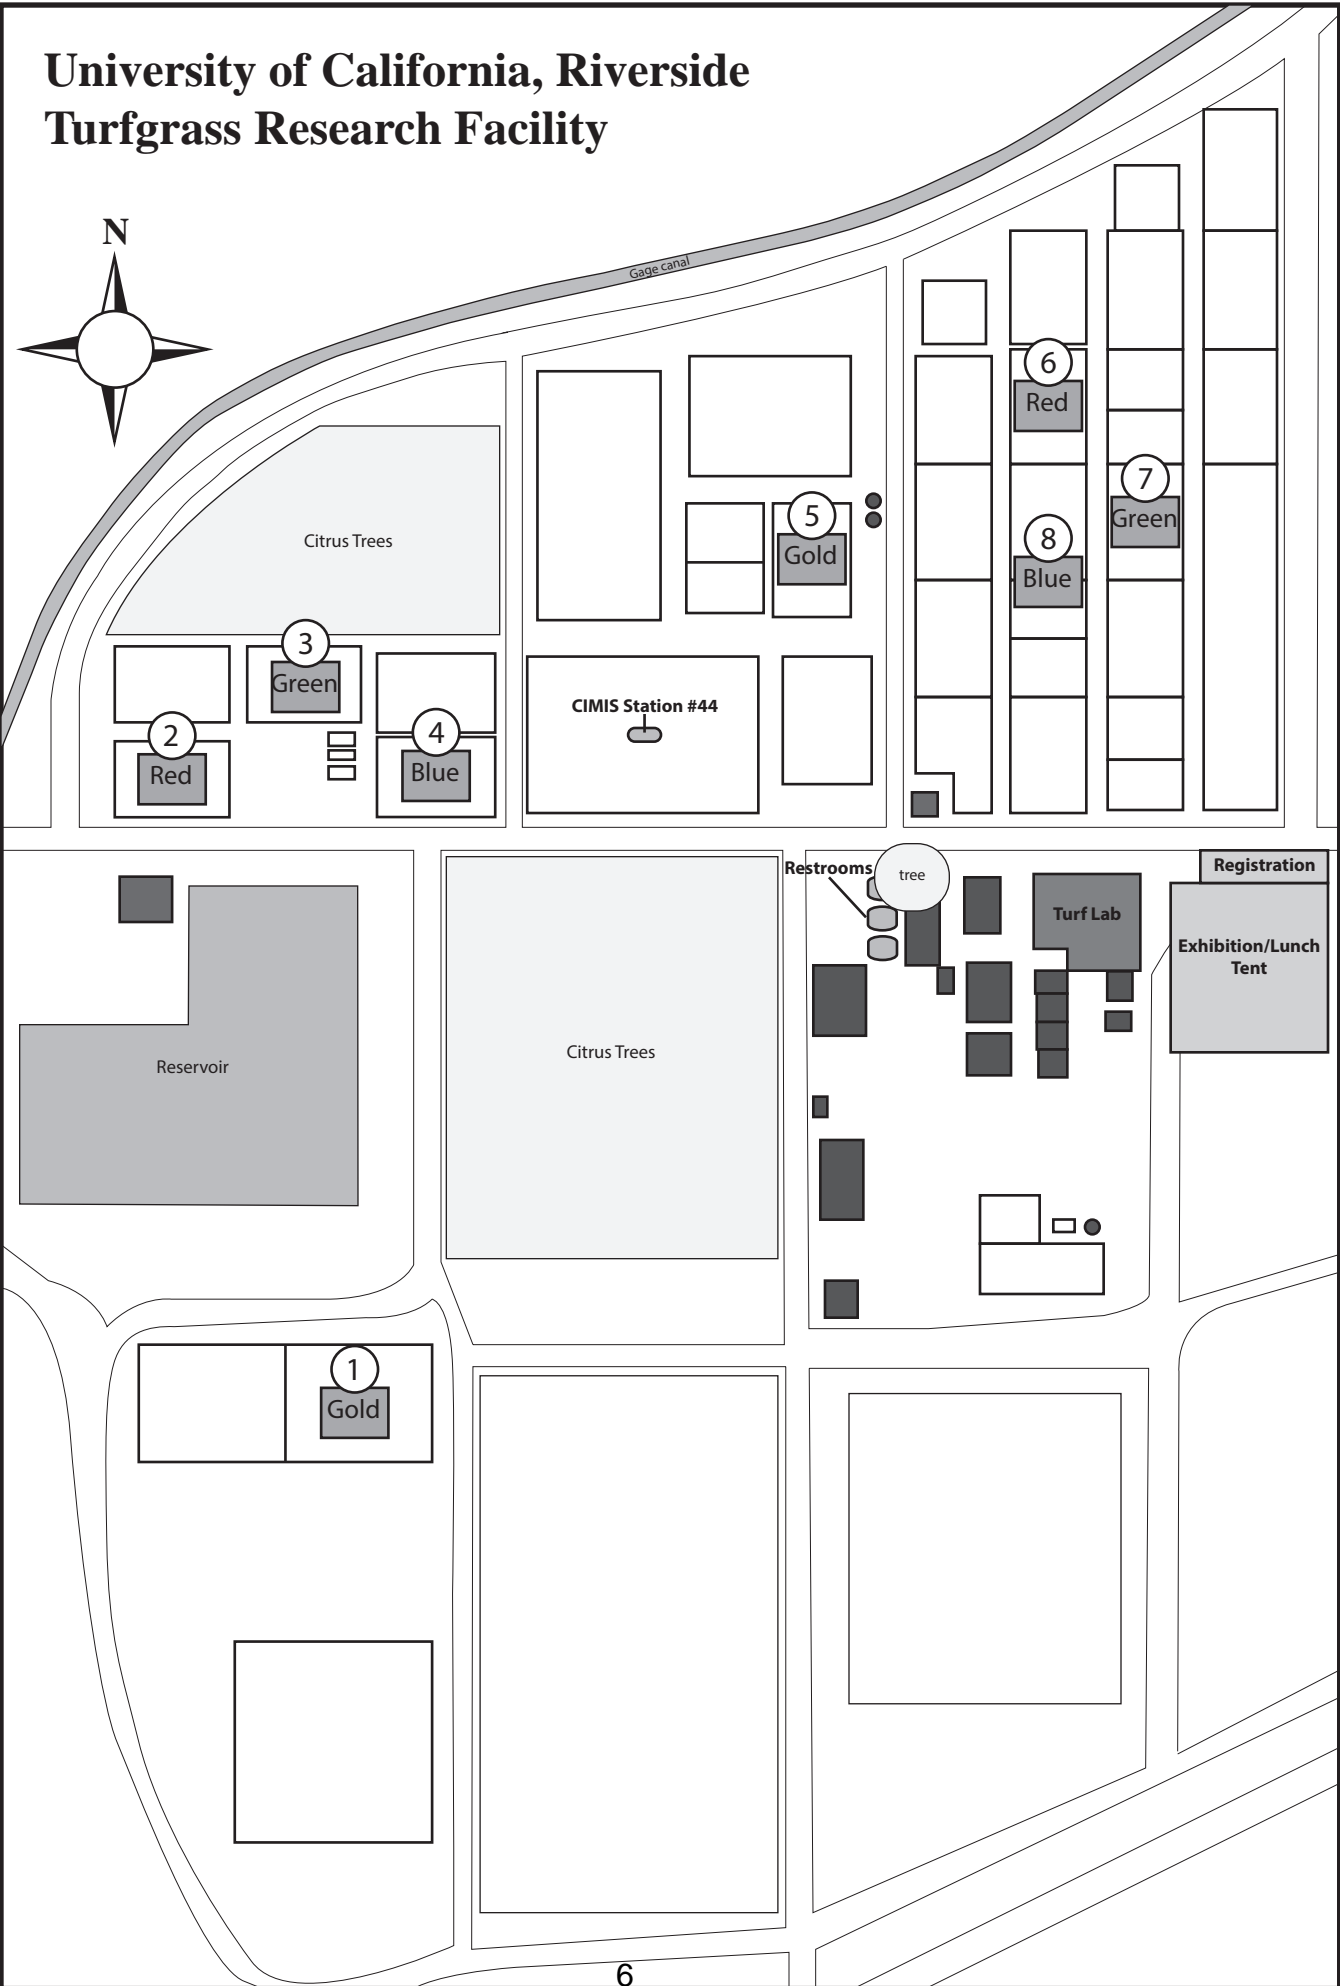 University of California, Riverside
Turfgrass Research Facility
N
Gage canal
6
Red
7
Green
5
Gold
8
Blue
Citrus Trees
3
Green
CIMIS Station #44
2
Red
4
Blue
Restrooms
tree
Registration
Turf Lab
Exhibition/Lunch
Tent
Citrus Trees
Reservoir
1
Gold
6